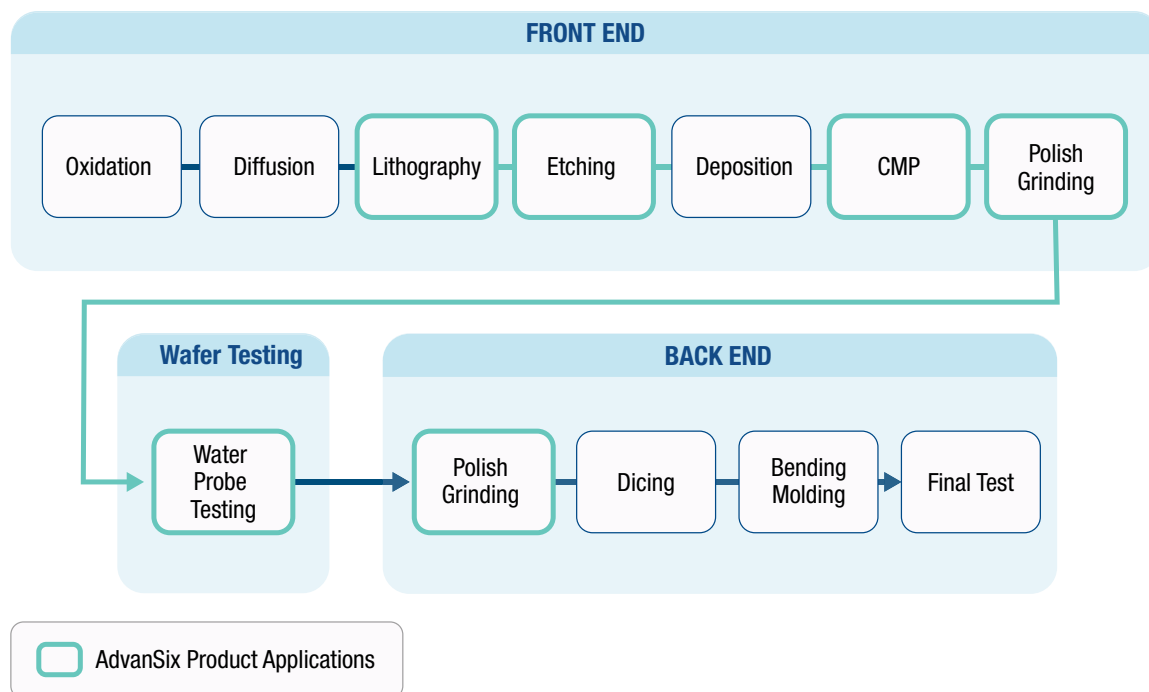 FRONT END
Oxidation
Diffusion
Lithography
Etching
Deposition
CMP
Polish
Grinding
Wafer Testing
Water
Probe
Testing
BACK END
Polish
Grinding
Dicing
Bending
Molding
Final Test
AdvanSix Product Applications